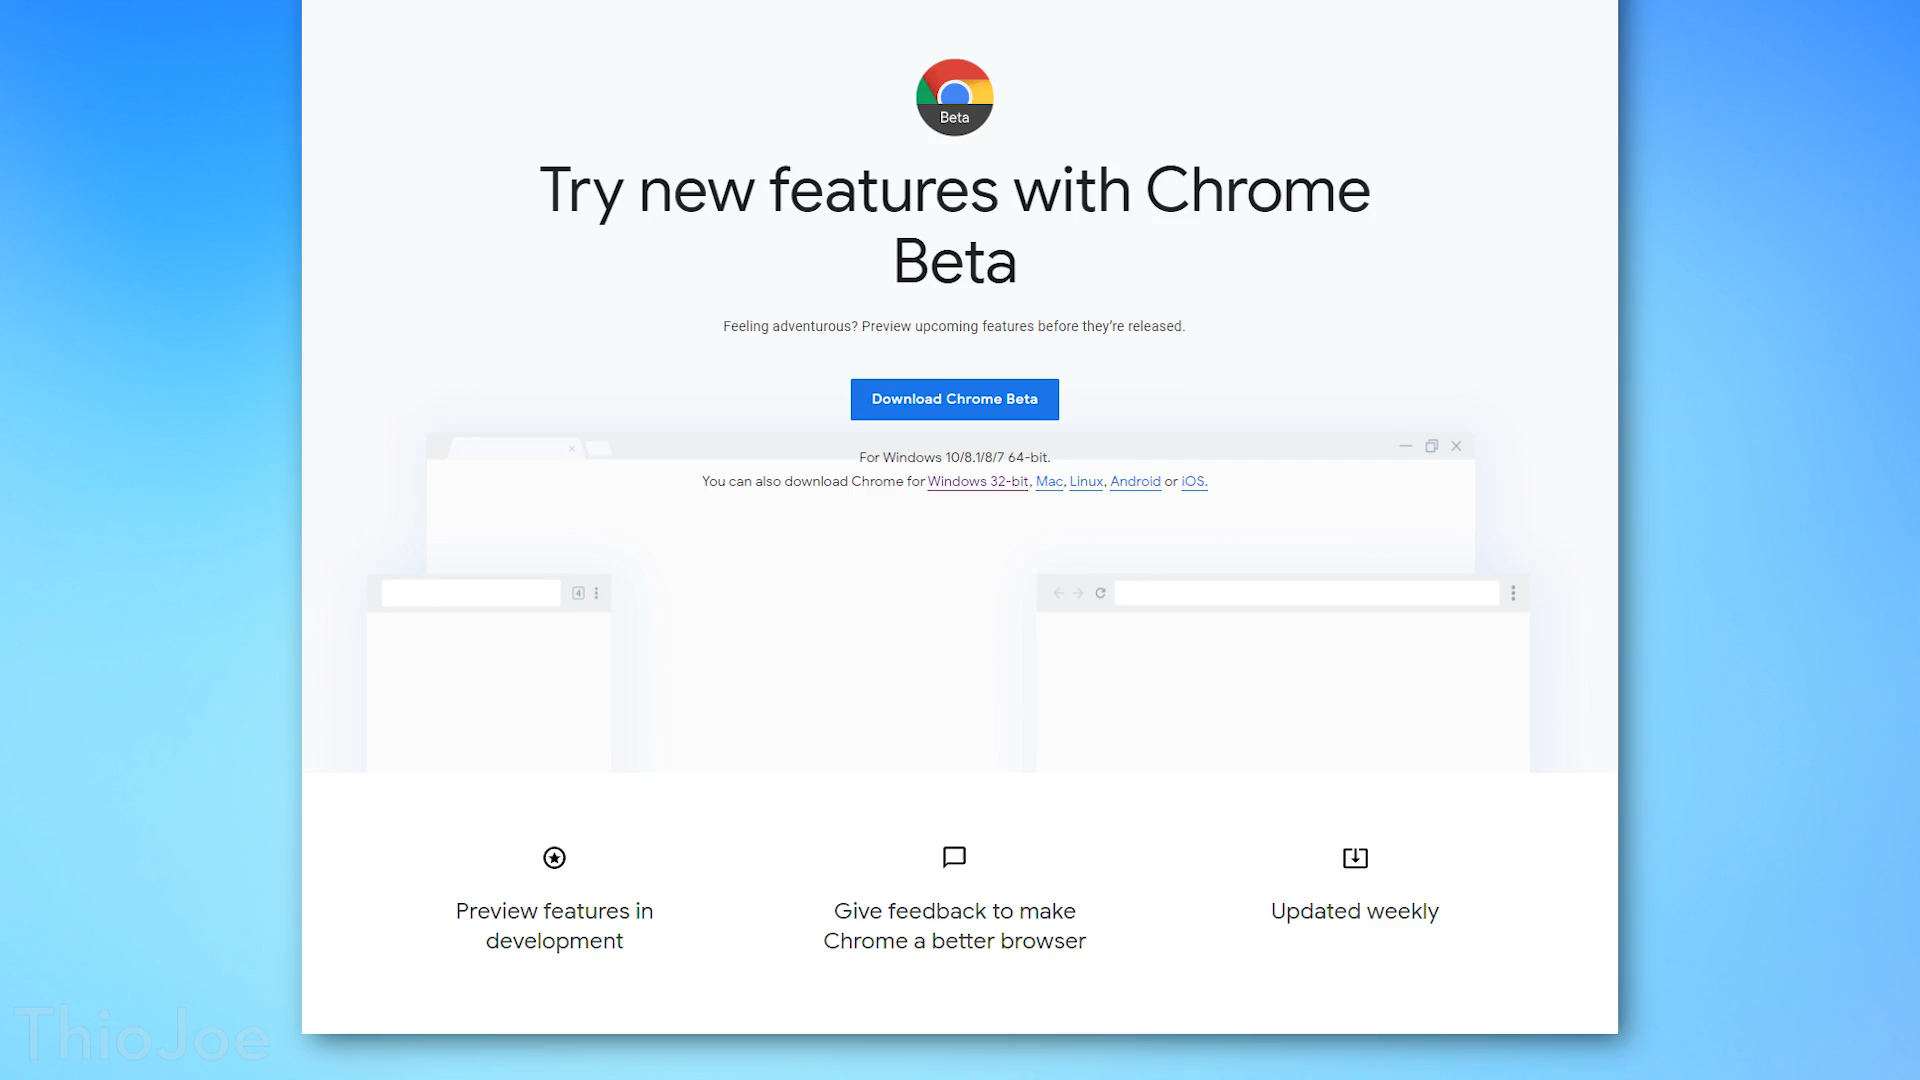 Beta
Try new features with Chrome
Beta
Feeling adventurous? Preview upcoming features before they’re released.
Download Chrome Beta
For Windows 10/8.1/8/7 64-bit.
You can also download Chrome for Windows 32-bit, Mac, Linux, Android or iOS.
4
Preview features in
development
Give feedback to make
Chrome a better browser
Updated weekly
ThioJoe